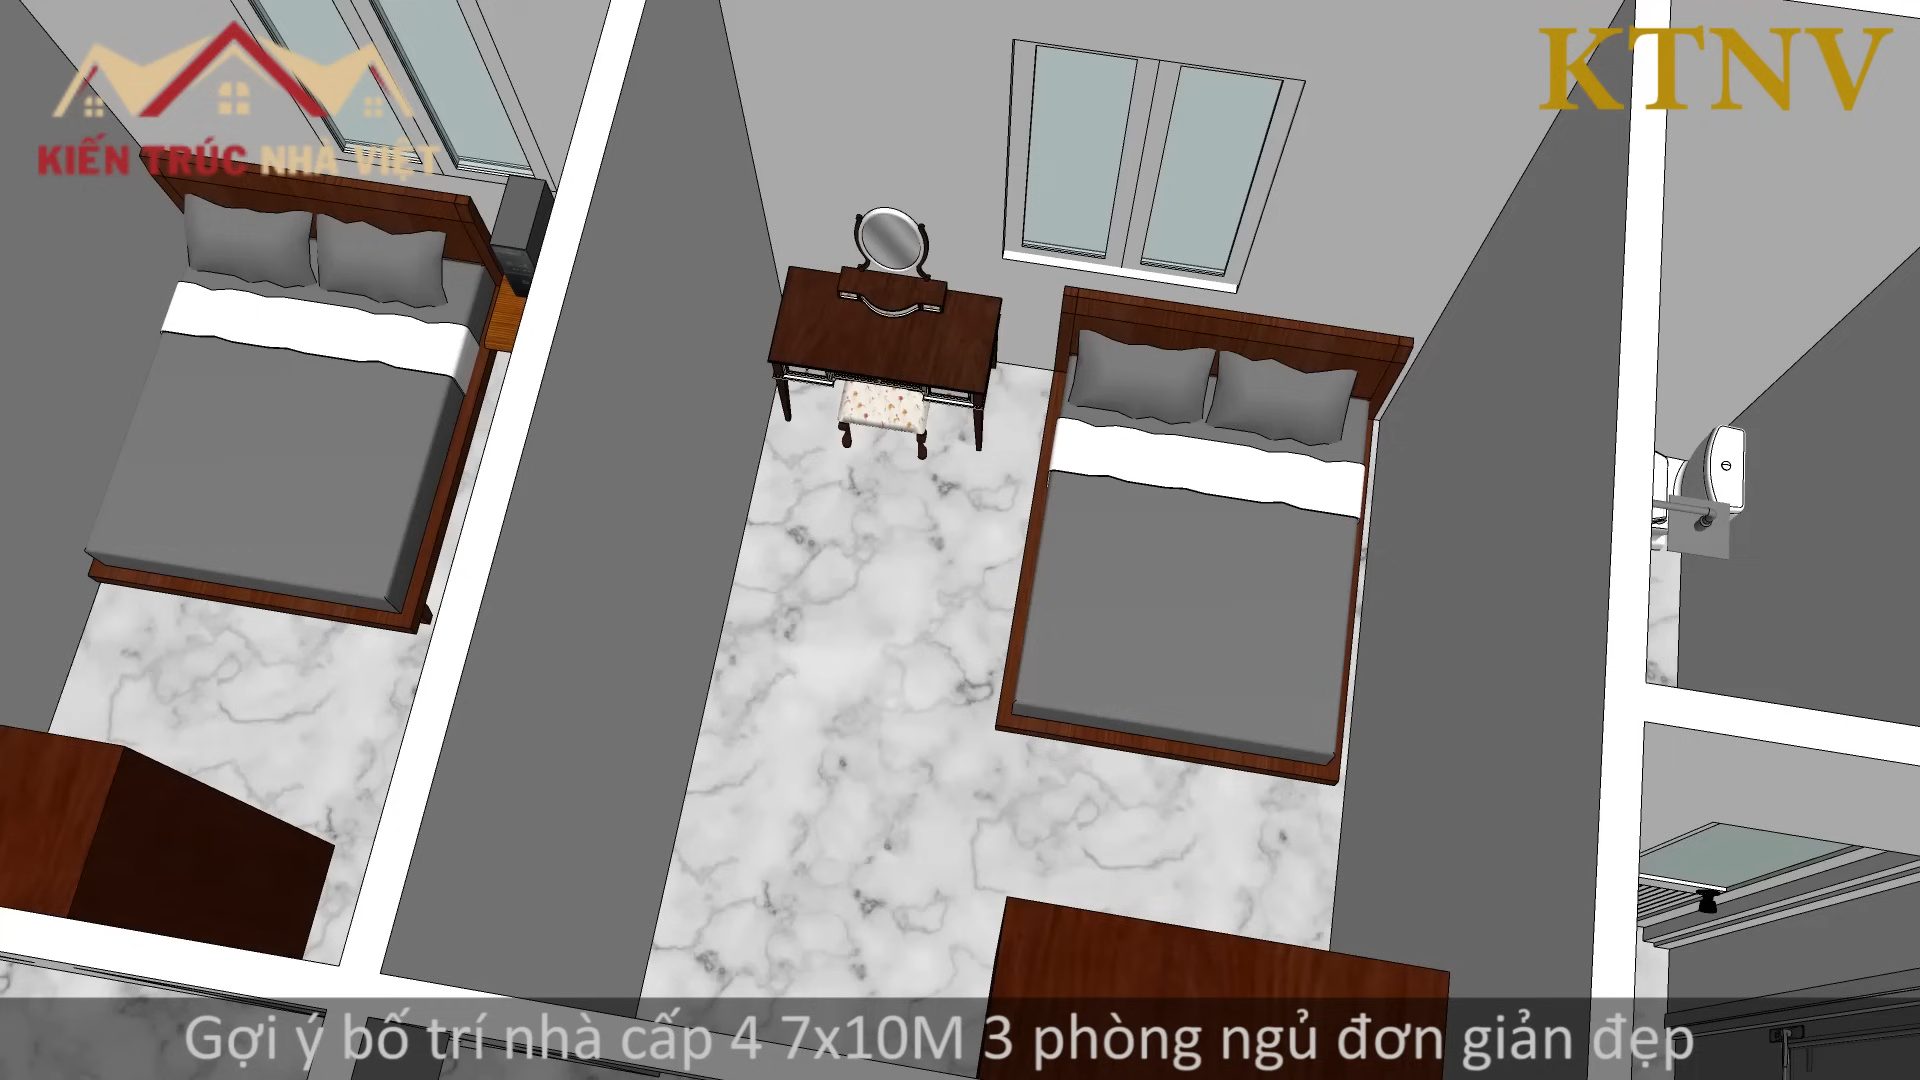 KIẾN TRÚC NHÀ VIỆT
KTNV
Gợi ý bố trí nhà cấp 4 7x10M 3 phòng ngủ đơn giản đẹp